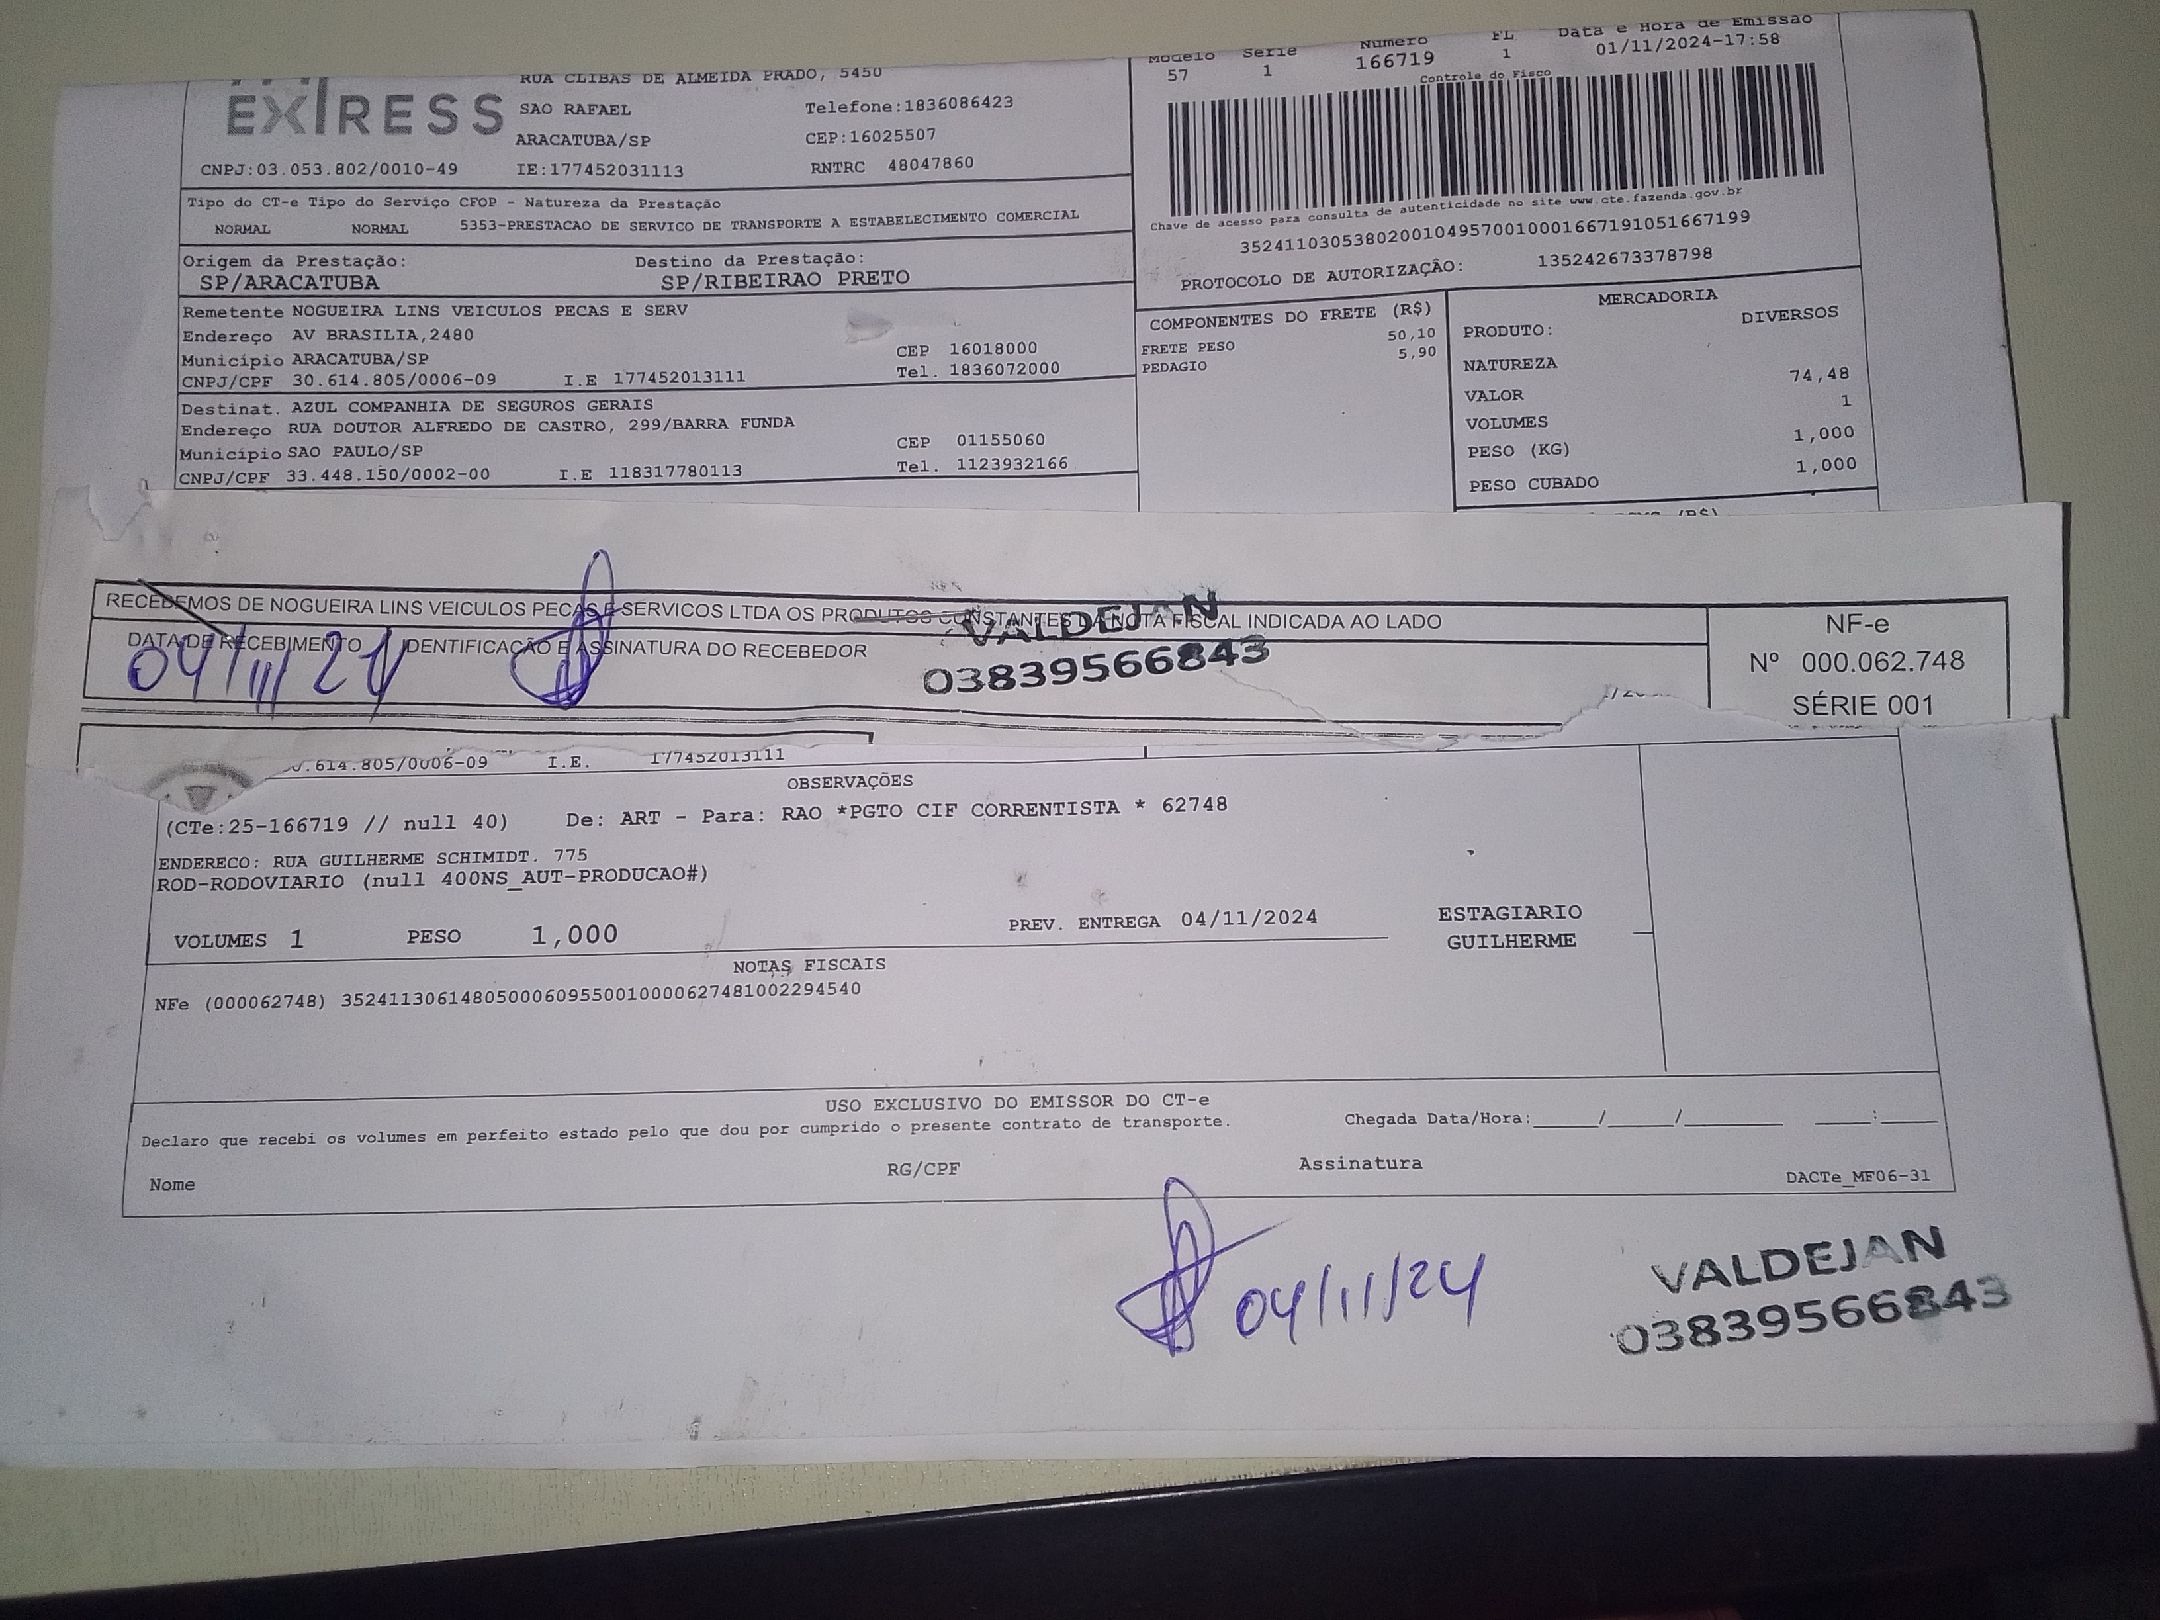 EXPRESS
RUA CLIBAS DE ALMEIDA PRADO, 5450
SAO RAFAEL Telefone:1836086423
ARACATUBA/SP CEP:16025507
CNPJ:03.053.802/0010-49 IE:177452031113 RNTRC 48047860
Modelo Serie Numero FL Data e Hora de Emissao
57 1 166719 1 01/11/2024-17:58
Controle do Fisco
Chave de acesso para consulta de autenticidade no site www.cte.fazenda.gov.br
35241103053802001049570010001667191051667199
PROTOCOLO DE AUTORIZAÇÃO: 135242673378798
Tipo do CT-e Tipo do Serviço CFOP - Natureza da Prestação
NORMAL NORMAL 5353-PRESTACAO DE SERVICO DE TRANSPORTE A ESTABELECIMENTO COMERCIAL
Origem da Prestação: Destino da Prestação:
SP/ARACATUBA SP/RIBEIRAO PRETO
Remetente NOGUEIRA LINS VEICULOS PECAS E SERV
Endereço AV BRASILIA,2480
Município ARACATUBA/SP CEP 16018000
CNPJ/CPF 30.614.805/0006-09 I.E 177452013111 Tel. 1836072000
Destinat. AZUL COMPANHIA DE SEGUROS GERAIS
Endereço RUA DOUTOR ALFREDO DE CASTRO, 299/BARRA FUNDA
Município SAO PAULO/SP CEP 01155060
CNPJ/CPF 33.448.150/0002-00 I.E 118317780113 Tel. 1123932166
COMPONENTES DO FRETE (R$)
FRETE PESO 50,10
PEDAGIO 5,90
MERCADORIA
PRODUTO: DIVERSOS
NATUREZA
VALOR 74,48
VOLUMES 1
PESO (KG) 1,000
PESO CUBADO 1,000
(R$)
RECEBEMOS DE NOGUEIRA LINS VEICULOS PECAS E SERVICOS LTDA OS PRODUTOS CONSTANTES DA NOTA FISCAL INDICADA AO LADO
DATA DE RECEBIMENTO IDENTIFICAÇÃO E ASSINATURA DO RECEBEDOR
04/11/24
VALDEJAN
03839566843
NF-e
Nº 000.062.748
SÉRIE 001
.614.805/0006-09 I.E. 177452013111
OBSERVAÇÕES
(CTe:25-166719 // null 40) De: ART - Para: RAO *PGTO CIF CORRENTISTA * 62748
ENDERECO: RUA GUILHERME SCHIMIDT. 775
ROD-RODOVIARIO (null 400NS_AUT-PRODUCAO#)
VOLUMES 1 PESO 1,000 PREV. ENTREGA 04/11/2024
ESTAGIARIO
GUILHERME
NOTAS FISCAIS
NFe (000062748) 35241130614805000609550010000627481002294540
USO EXCLUSIVO DO EMISSOR DO CT-e
Declaro que recebi os volumes em perfeito estado pelo que dou por cumprido o presente contrato de transporte. Chegada Data/Hora:_____/_____/_______ ____:____
Nome RG/CPF Assinatura
DACTe_MF06-31
04/11/24
VALDEJAN
03839566843